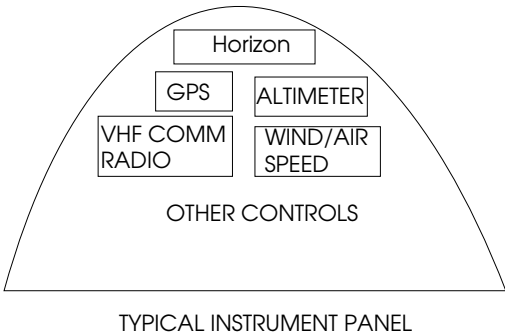 Horizon
GPS
ALTIMETER
VHF COMM
RADIO
WIND/AIR
SPEED
OTHER CONTROLS
TYPICAL INSTRUMENT PANEL